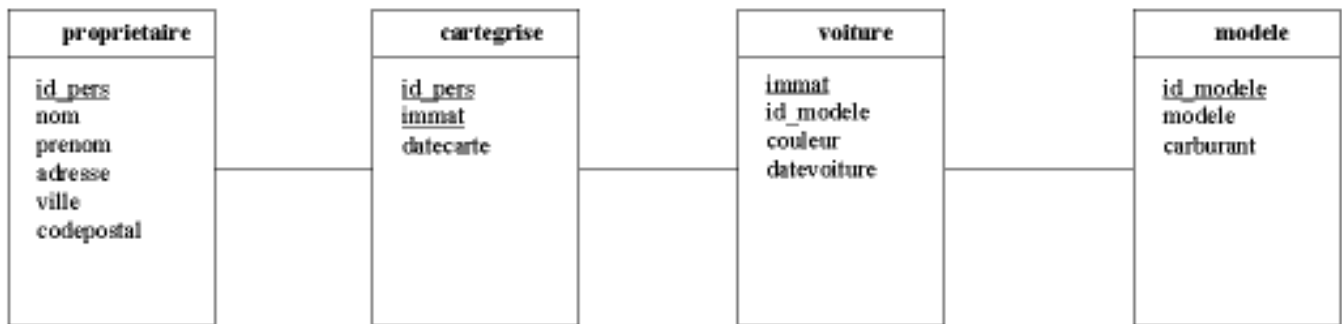 proprietaire
id_pers
nom
prenom
adresse
ville
codepostal
cartegrise
id_pers
immat
datecarte
voiture
immat
id_modele
couleur
datevoiture
modele
id_modele
modele
carburant